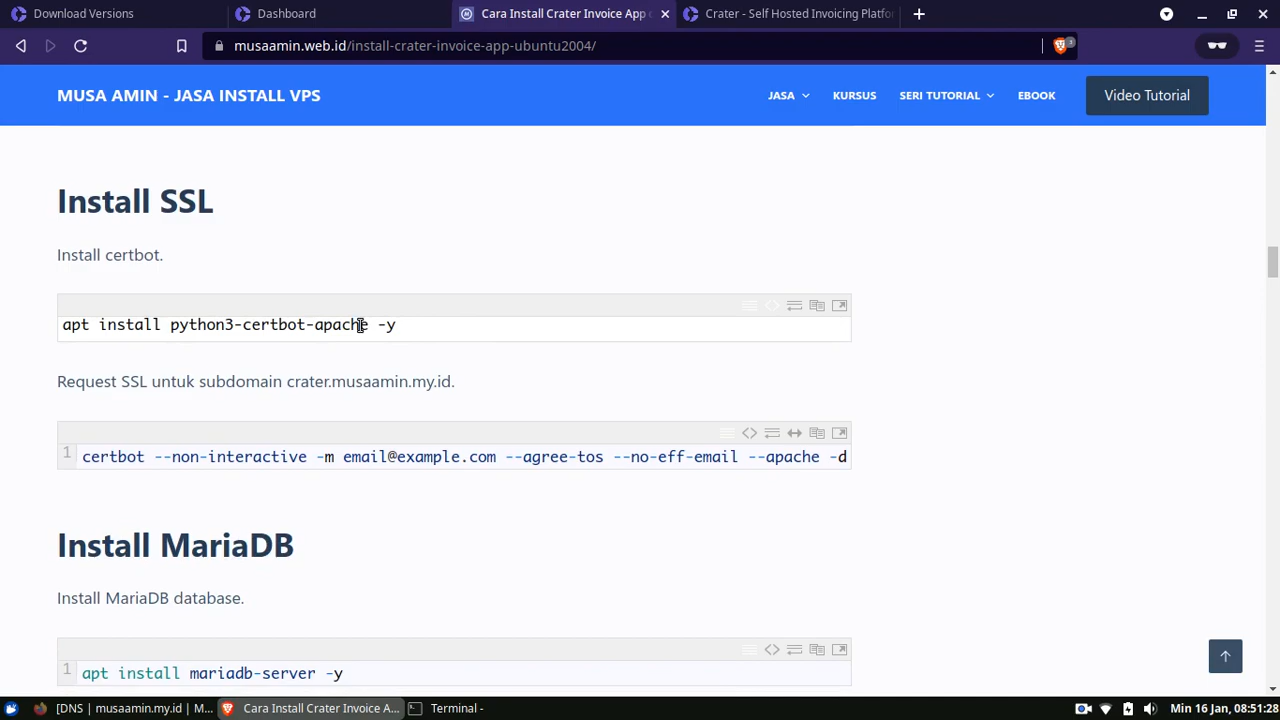 Download Versions
Dashboard
Cara Install Crater Invoice App
Crater - Self Hosted Invoicing Platfo
musaamin.web.id/install-crater-invoice-app-ubuntu2004/
3
MUSA AMIN - JASA INSTALL VPS
JASA
KURSUS
SERI TUTORIAL
EBOOK
Video Tutorial
Install SSL
Install certbot.
apt install python3-certbot-apache -y
Request SSL untuk subdomain crater.musaamin.my.id.
1 certbot --non-interactive -m email@example.com --agree-tos --no-eff-email --apache -d
Install MariaDB
Install MariaDB database.
1 apt install mariadb-server -y
[DNS | musaamin.my.id | M...
Cara Install Crater Invoice A...
Terminal -
Min 16 Jan, 08:51:28